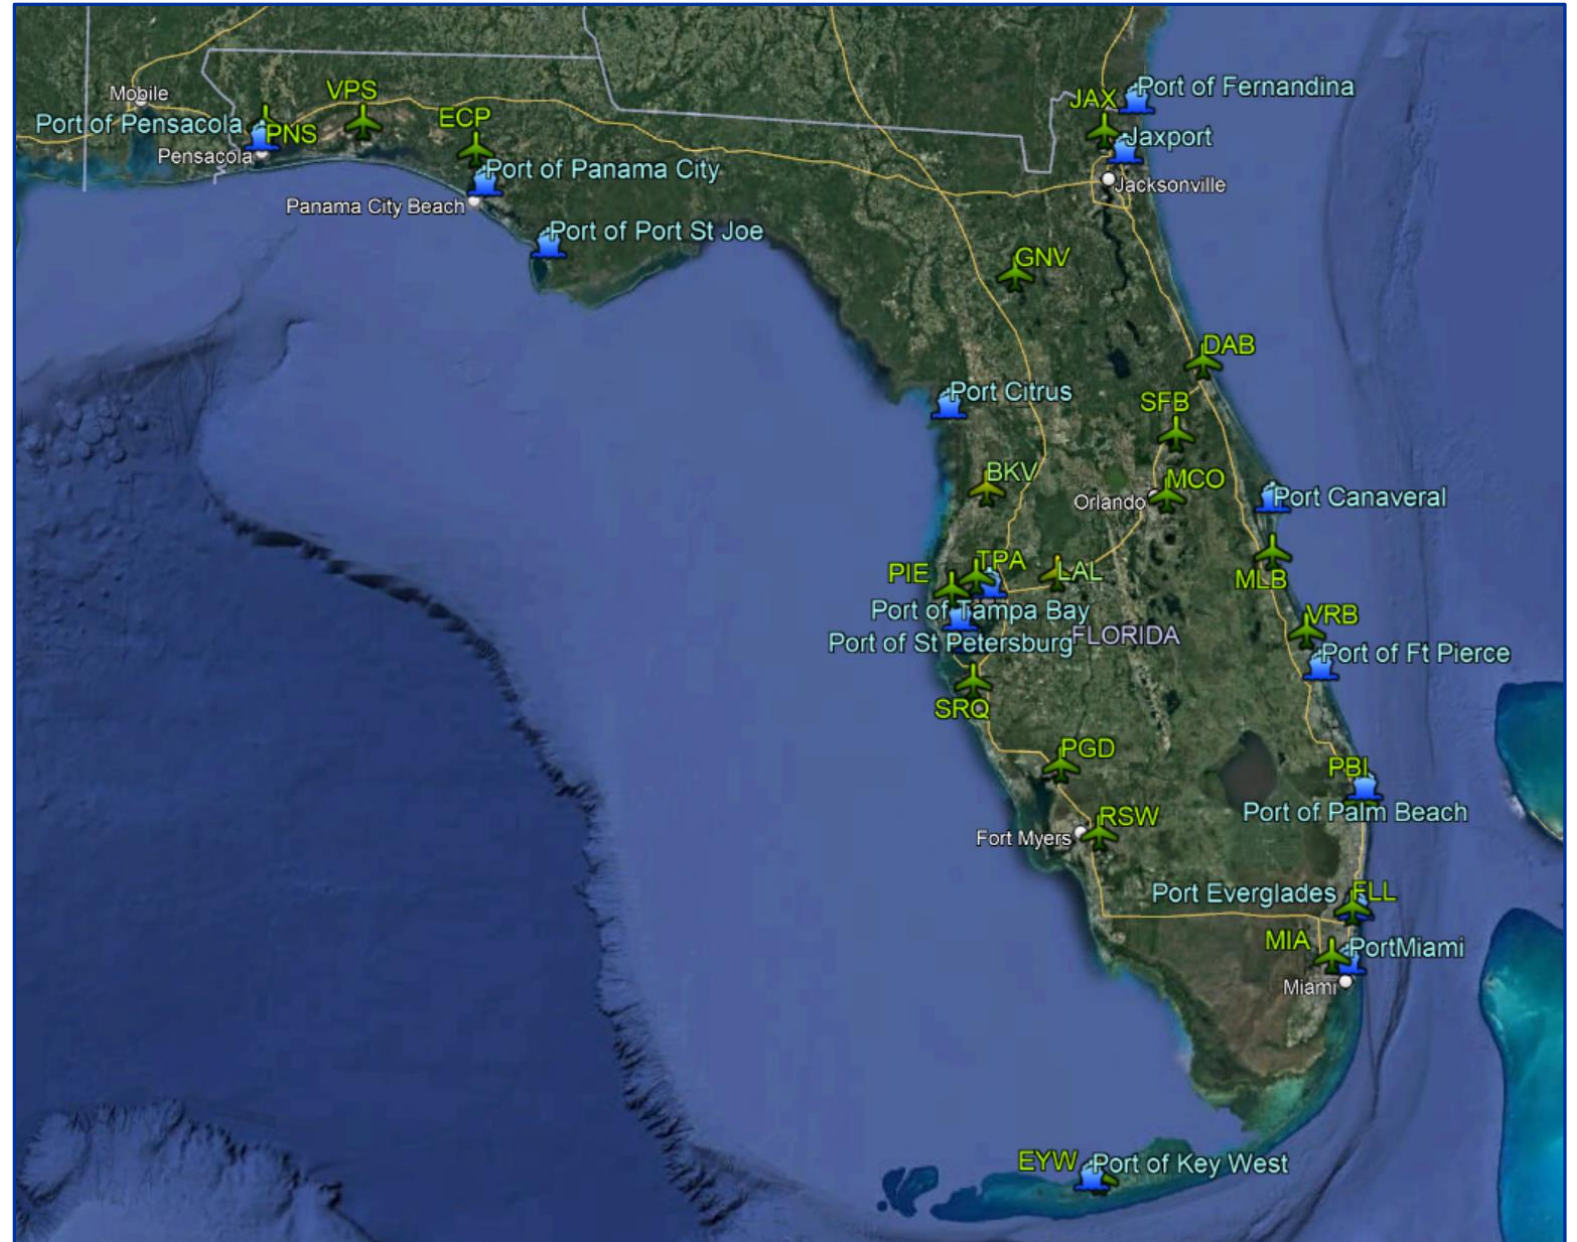 Mobile
VPS
Port of Fernandina
JAX
ECP
Port of Pensacola
PNS
Jaxport
Pensacola
Port of Panama City
Jacksonville
Panama City Beach
Port of Port St Joe
GNV
DAB
Port Citrus
SFB
BKV
MCO
Orlando
Port Canaveral
TPA
PIE
LAL
MLB
Port of Tampa Bay
VRB
FLORIDA
Port of St Petersburg
Port of Ft Pierce
SRQ
PGD
PBI
Port of Palm Beach
RSW
Fort Myers
Port Everglades
FLL
MIA
PortMiami
Miami
EYW
Port of Key West